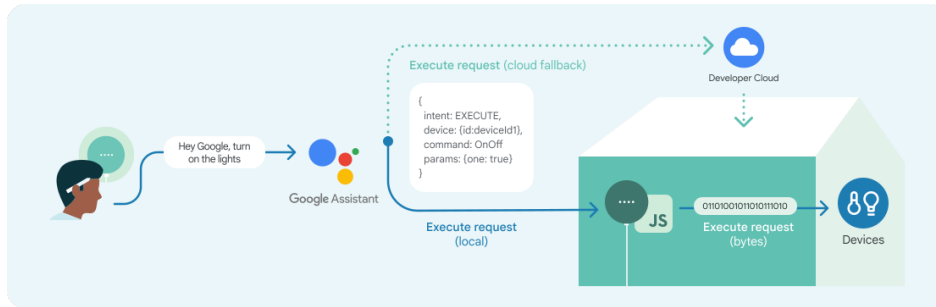 Hey Google, turn
on the lights
Google Assistant
Execute request (cloud fallback)
{
intent: EXECUTE,
device: {id:deviceId1},
command: OnOff
params: {one: true}
}
Execute request
(local)
Developer Cloud
JS
01101001011010111010
Execute request
(bytes)
Devices